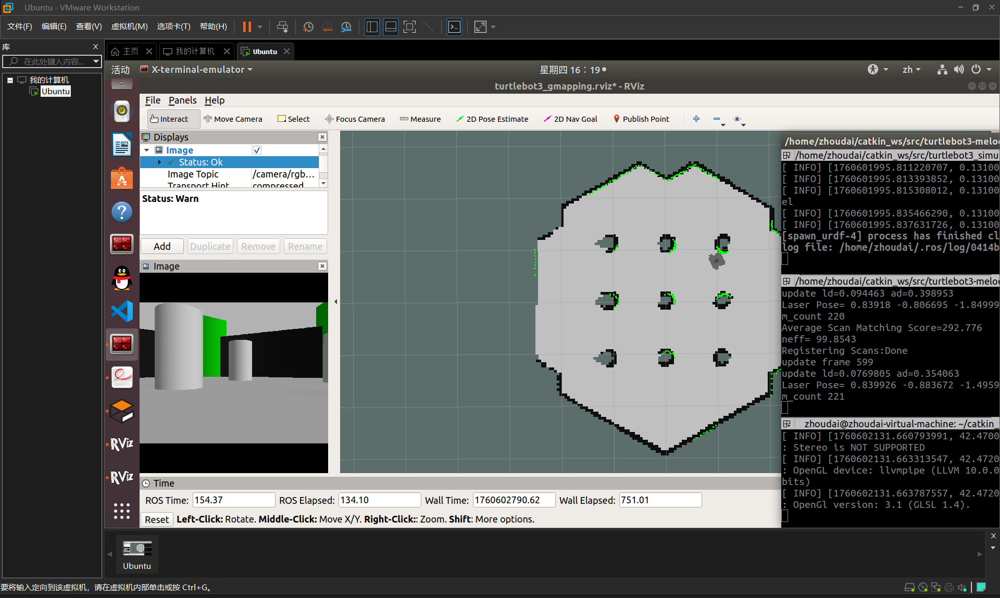 Ubuntu - VMware Workstation
文件(F) 编辑(E) 查看(V) 虚拟机(M) 选项卡(T) 帮助(H)
库
在此处键入内容...
我的计算机
Ubuntu
主页 我的计算机 Ubuntu
活动 X-terminal-emulator 星期四 16：19 zh
turtlebot3_gmapping.rviz* - RViz
File Panels Help
Interact Move Camera Select Focus Camera Measure 2D Pose Estimate 2D Nav Goal Publish Point
Displays
Image
Status: Ok
Image Topic /camera/rgb...
Transport Hint compressed
Status: Warn
Add Duplicate Remove Rename
Image
/home/zhoudai/catkin_ws/src/turtlebot3-melo
/home/zhoudai/catkin_ws/src/turtlebot3_simu
[ INFO] [1760601995.811220707, 0.13100
[ INFO] [1760601995.813393852, 0.13100
[ INFO] [1760601995.815308012, 0.13100
el
[ INFO] [1760601995.835466290, 0.13100
[ INFO] [1760601995.837631726, 0.13100
[spawn_urdf-4] process has finished cl
log file: /home/zhoudai/.ros/log/0414b
/home/zhoudai/catkin_ws/src/turtlebot3-melo
update ld=0.094463 ad=0.398953
Laser Pose= 0.83918 -0.806695 -1.84999
m_count 220
Average Scan Matching Score=292.776
neff= 99.8543
Registering Scans:Done
update frame 599
update ld=0.0769805 ad=0.354063
Laser Pose= 0.839926 -0.883672 -1.4959
m_count 221
zhoudai@zhoudai-virtual-machine: ~/catkin_
[ INFO] [1760602131.660793991, 42.4700
: Stereo is NOT SUPPORTED
[ INFO] [1760602131.663313547, 42.4720
: OpenGL device: llvmpipe (LLVM 10.0.0
bits)
[ INFO] [1760602131.663787557, 42.4720
: OpenGl version: 3.1 (GLSL 1.4).
RViz
RViz
Time
ROS Time: 154.37 ROS Elapsed: 134.10 Wall Time: 1760602790.62 Wall Elapsed: 751.01
Reset Left-Click: Rotate. Middle-Click: Move X/Y. Right-Click:: Zoom. Shift: More options.
Ubuntu
要将输入定向到该虚拟机，请在虚拟机内部单击或按 Ctrl+G。